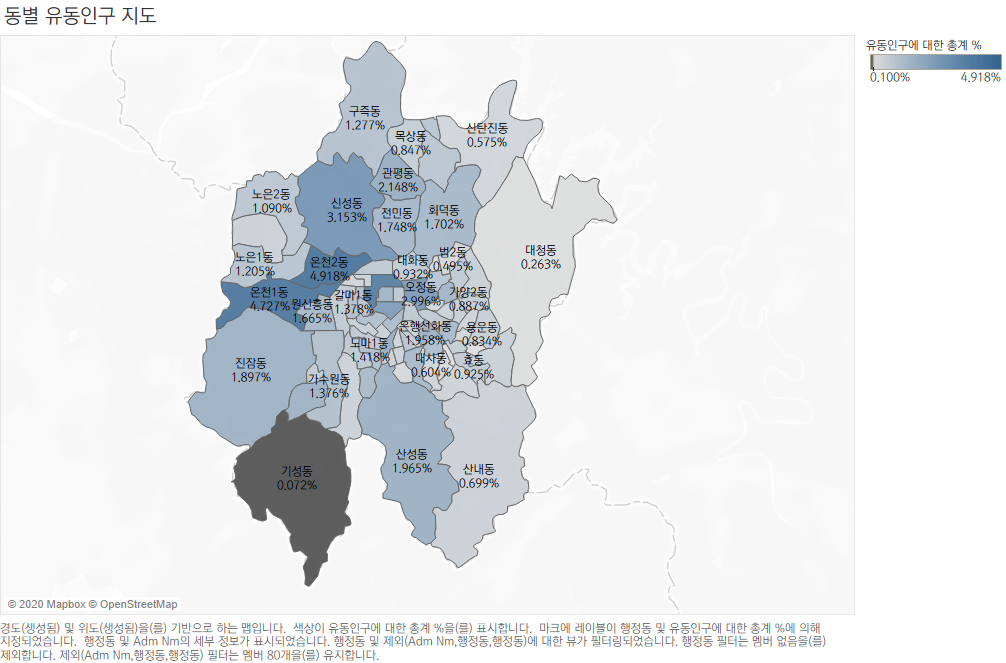 동별 유동인구 지도
유동인구에 대한 총계 %
0.100% 4.918%
구즉동
1.277%
목상동
0.847%
신탄진동
0.575%
관평동
2.148%
노은2동
1.090%
신성동
3.153%
전민동
1.748%
회덕동
1.702%
대청동
0.263%
노은1동
1.205%
온천2동
4.918%
대화동
0.932%
법2동
0.495%
온천1동
4.727%
원신흥동
1.665%
갈마1동
1.378%
오정동
2.996%
가양2동
0.887%
은행선화동
1.958%
용운동
0.834%
도마1동
1.418%
대사동
0.604%
효동
0.925%
진잠동
1.897%
가수원동
1.376%
산성동
1.965%
산내동
0.699%
기성동
0.072%
© 2020 Mapbox © OpenStreetMap
경도(생성됨) 및 위도(생성됨)을(를) 기반으로 하는 맵입니다. 색상이 유동인구에 대한 총계 %을(를) 표시합니다. 마크에 레이블이 행정동 및 유동인구에 대한 총계 %에 의해
지정되었습니다. 행정동 및 Adm Nm의 세부 정보가 표시되었습니다. 행정동 및 제외(Adm Nm,행정동,행정동)에 대한 뷰가 필터링되었습니다. 행정동 필터는 멤버 없음을(를)
제외합니다. 제외(Adm Nm,행정동,행정동) 필터는 멤버 80개을(를) 유지합니다.